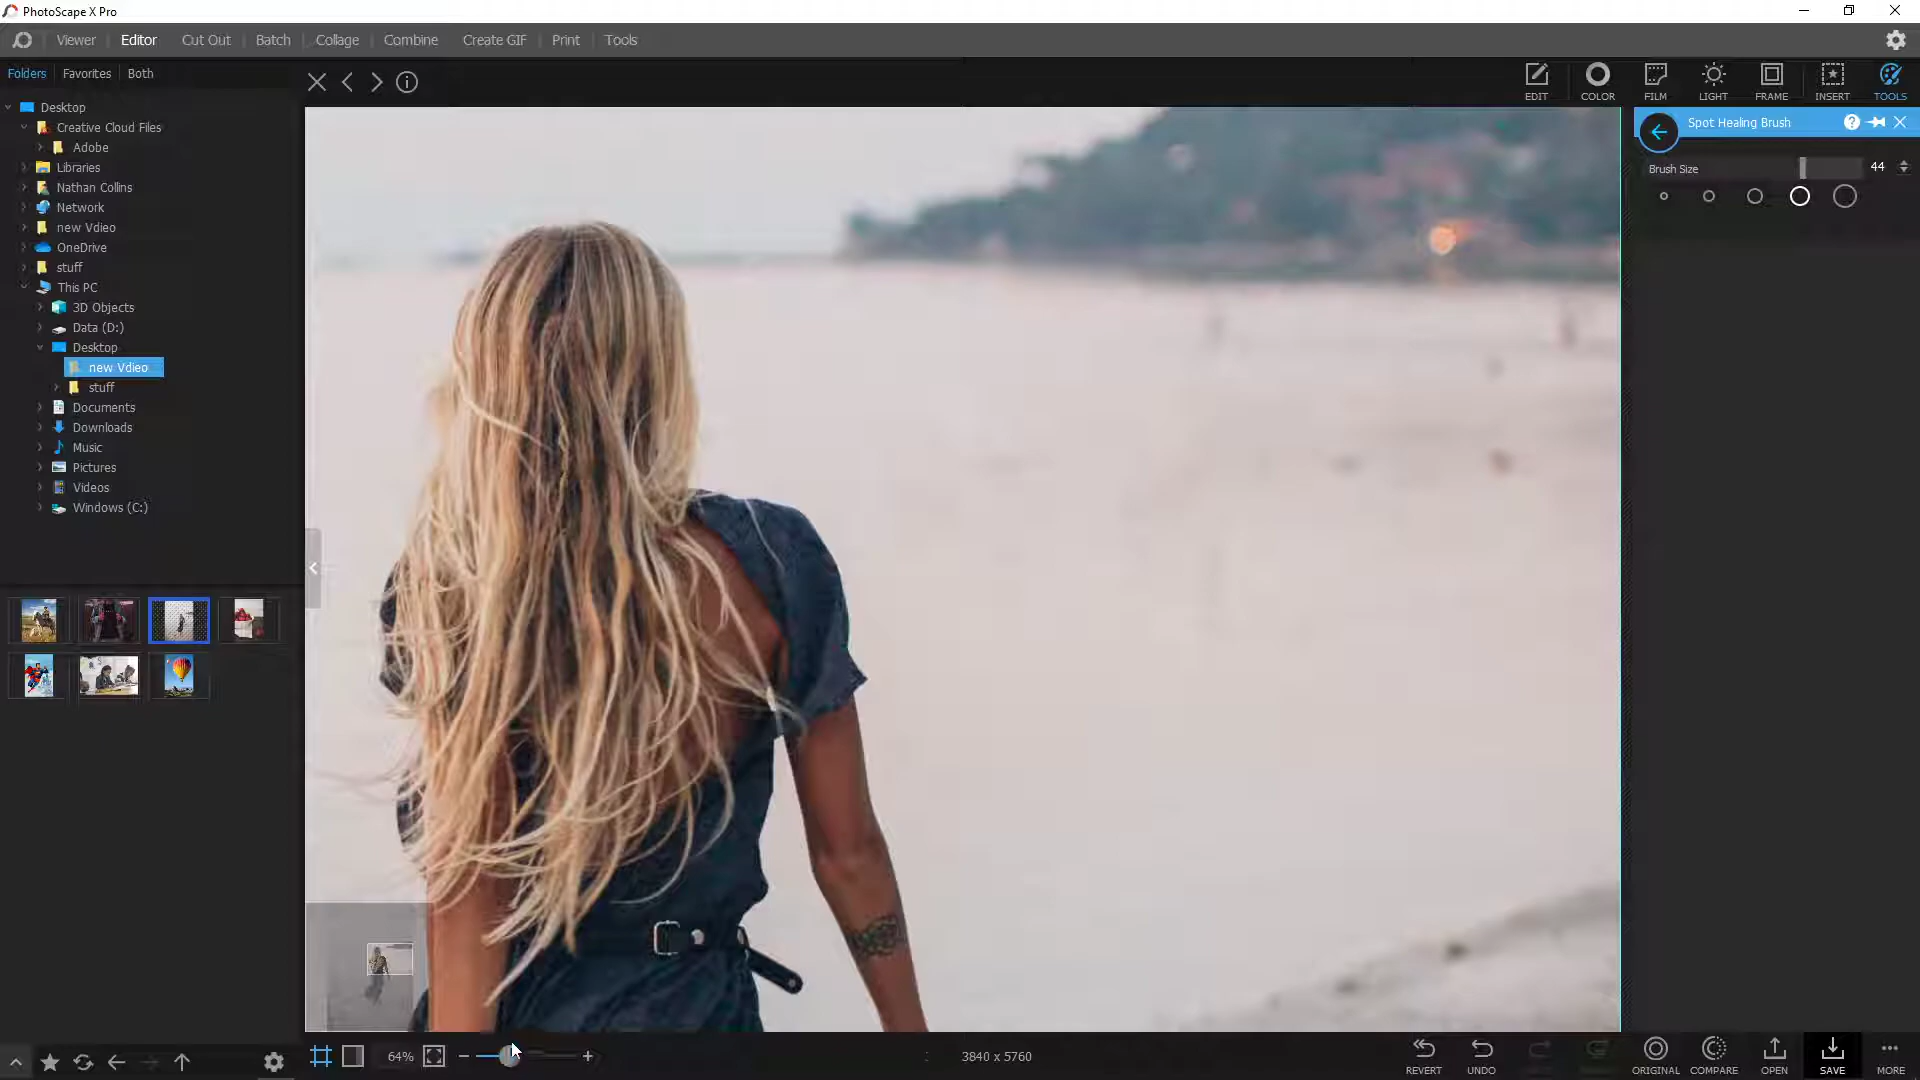 PhotoScape X Pro
Viewer Editor Cut Out Batch Collage Combine Create GIF Print Tools
Folders Favorites Both
EDIT COLOR FILM LIGHT FRAME INSERT TOOLS
Spot Healing Brush ?
Brush Size 44
Desktop
Creative Cloud Files
Adobe
Libraries
Nathan Collins
Network
new Vdieo
OneDrive
stuff
This PC
3D Objects
Data (D:)
Desktop
new Vdieo
stuff
Documents
Downloads
Music
Pictures
Videos
Windows (C:)
64% 3840 x 5760
REVERT UNDO ORIGINAL COMPARE OPEN SAVE MORE